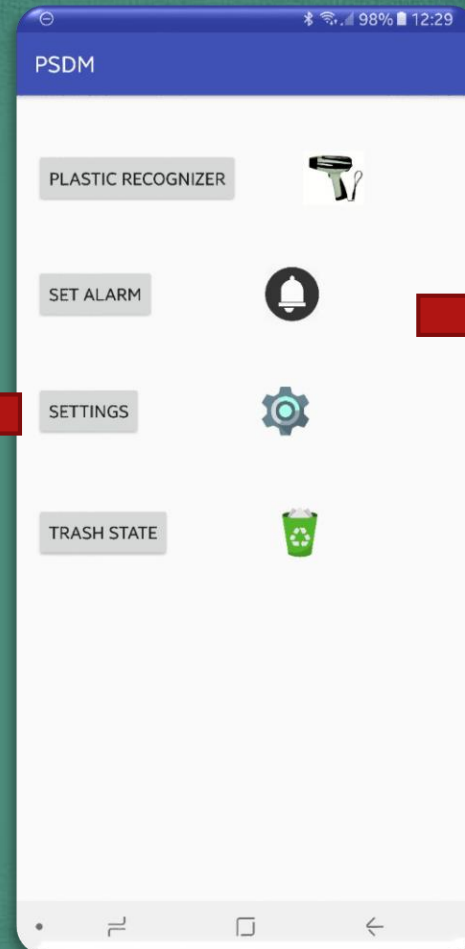 98% 12:29
PSDM
PLASTIC RECOGNIZER
SET ALARM
SETTINGS
TRASH STATE